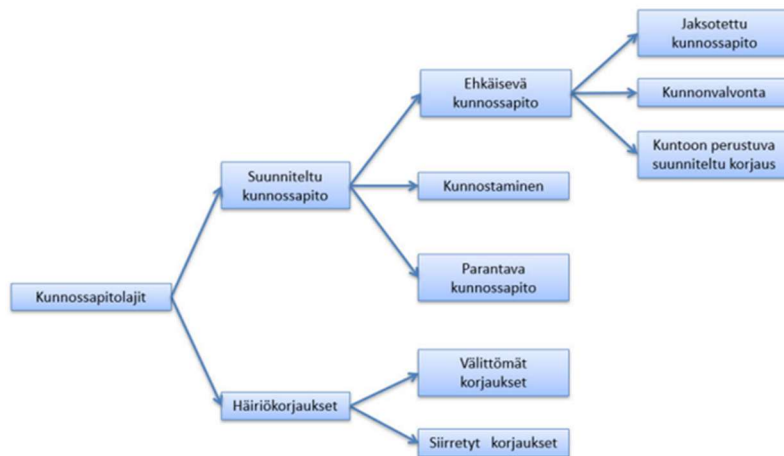 Jaksotettu
kunnossapito
Ehkäisevä
kunnossapito
Kunnonvalvonta
Kuntoon perustuva
suunniteltu korjaus
Suunniteltu
kunnossapito
Kunnostaminen
Parantava
kunnossapito
Kunnossapitolajit
Välittömät
korjaukset
Häiriökorjaukset
Siirretyt korjaukset